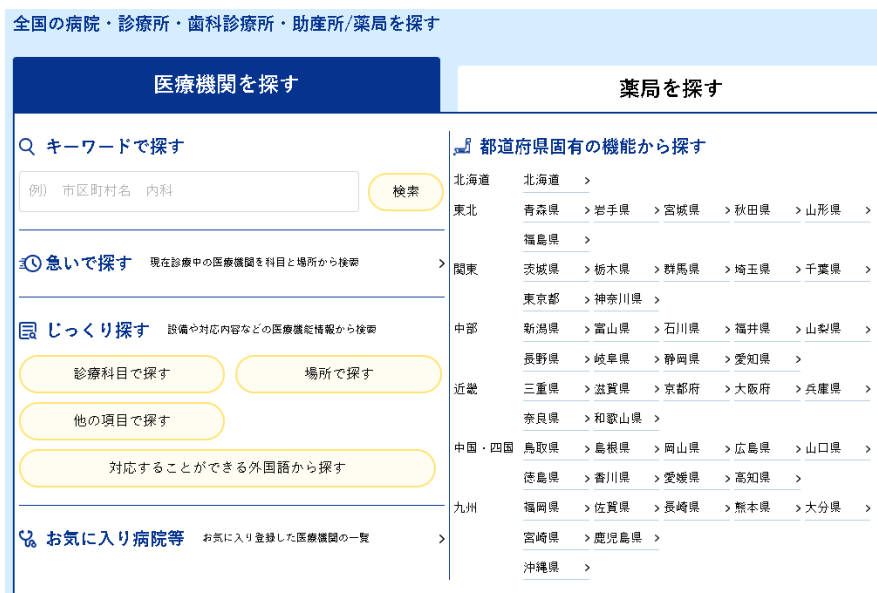 全国の病院・診療所・歯科診療所・助産所/薬局を探す
医療機関を探す
薬局を探す
キーワードで探す
例） 市区町村名 内科
検索
急いで探す 現在診療中の医療機関を科目と場所から検索
じっくり探す 設備や対応内容などの医療機能情報から検索
診療科目で探す
場所で探す
他の項目で探す
対応することができる外国語から探す
お気に入り病院等 お気に入り登録した医療機関の一覧
都道府県固有の機能から探す
北海道 北海道
東北 青森県 岩手県 宮城県 秋田県 山形県
福島県
関東 茨城県 栃木県 群馬県 埼玉県 千葉県
東京都 神奈川県
中部 新潟県 富山県 石川県 福井県 山梨県
長野県 岐阜県 静岡県 愛知県
近畿 三重県 滋賀県 京都府 大阪府 兵庫県
奈良県 和歌山県
中国・四国 鳥取県 島根県 岡山県 広島県 山口県
徳島県 香川県 愛媛県 高知県
九州 福岡県 佐賀県 長崎県 熊本県 大分県
宮崎県 鹿児島県
沖縄県